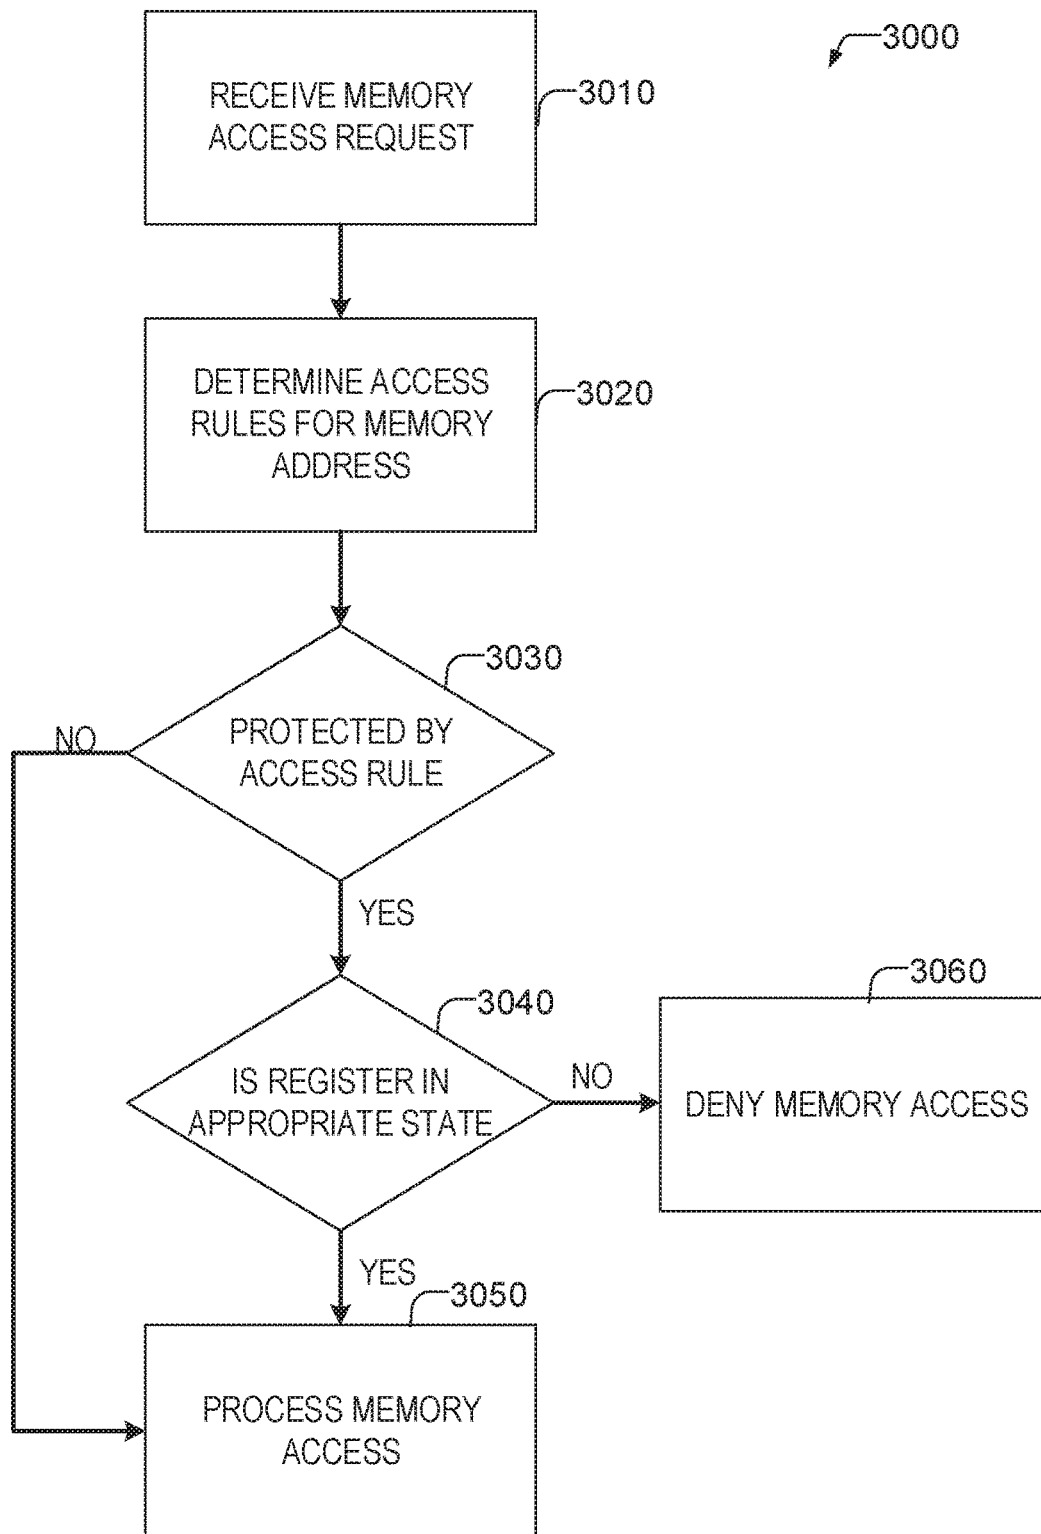 3000
RECEIVE MEMORY
ACCESS REQUEST
3010
DETERMINE ACCESS
RULES FOR MEMORY
ADDRESS
3020
3030
PROTECTED BY
ACCESS RULE
NO
YES
3040
IS REGISTER IN
APPROPRIATE STATE
NO
3060
DENY MEMORY ACCESS
YES
3050
PROCESS MEMORY
ACCESS